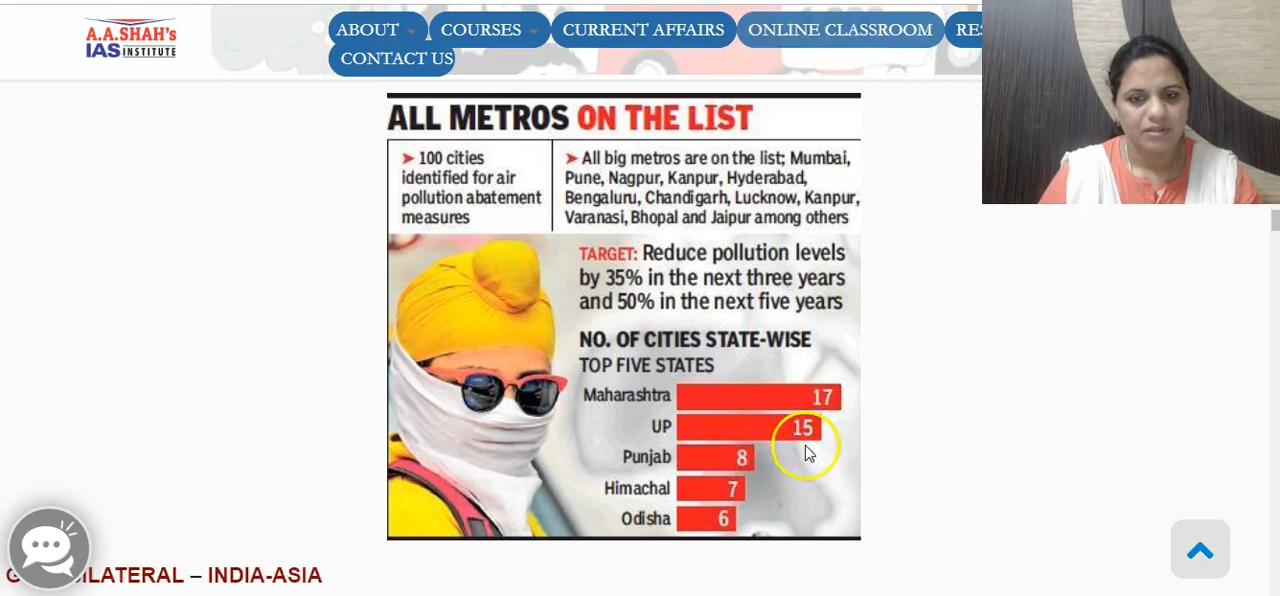 A.A.SHAH's
IAS INSTITUTE
ABOUT
COURSES
CURRENT AFFAIRS
ONLINE CLASSROOM
CONTACT US
ALL METROS ON THE LIST
➤ 100 cities
identified for air
pollution abatement
measures
➤ All big metros are on the list; Mumbai,
Pune, Nagpur, Kanpur, Hyderabad,
Bengaluru, Chandigarh, Lucknow, Kanpur,
Varanasi, Bhopal and Jaipur among others
TARGET: Reduce pollution levels
by 35% in the next three years
and 50% in the next five years
NO. OF CITIES STATE-WISE
TOP FIVE STATES
Maharashtra 17
UP 15
Punjab 8
Himachal 7
Odisha 6
– INDIA-ASIA